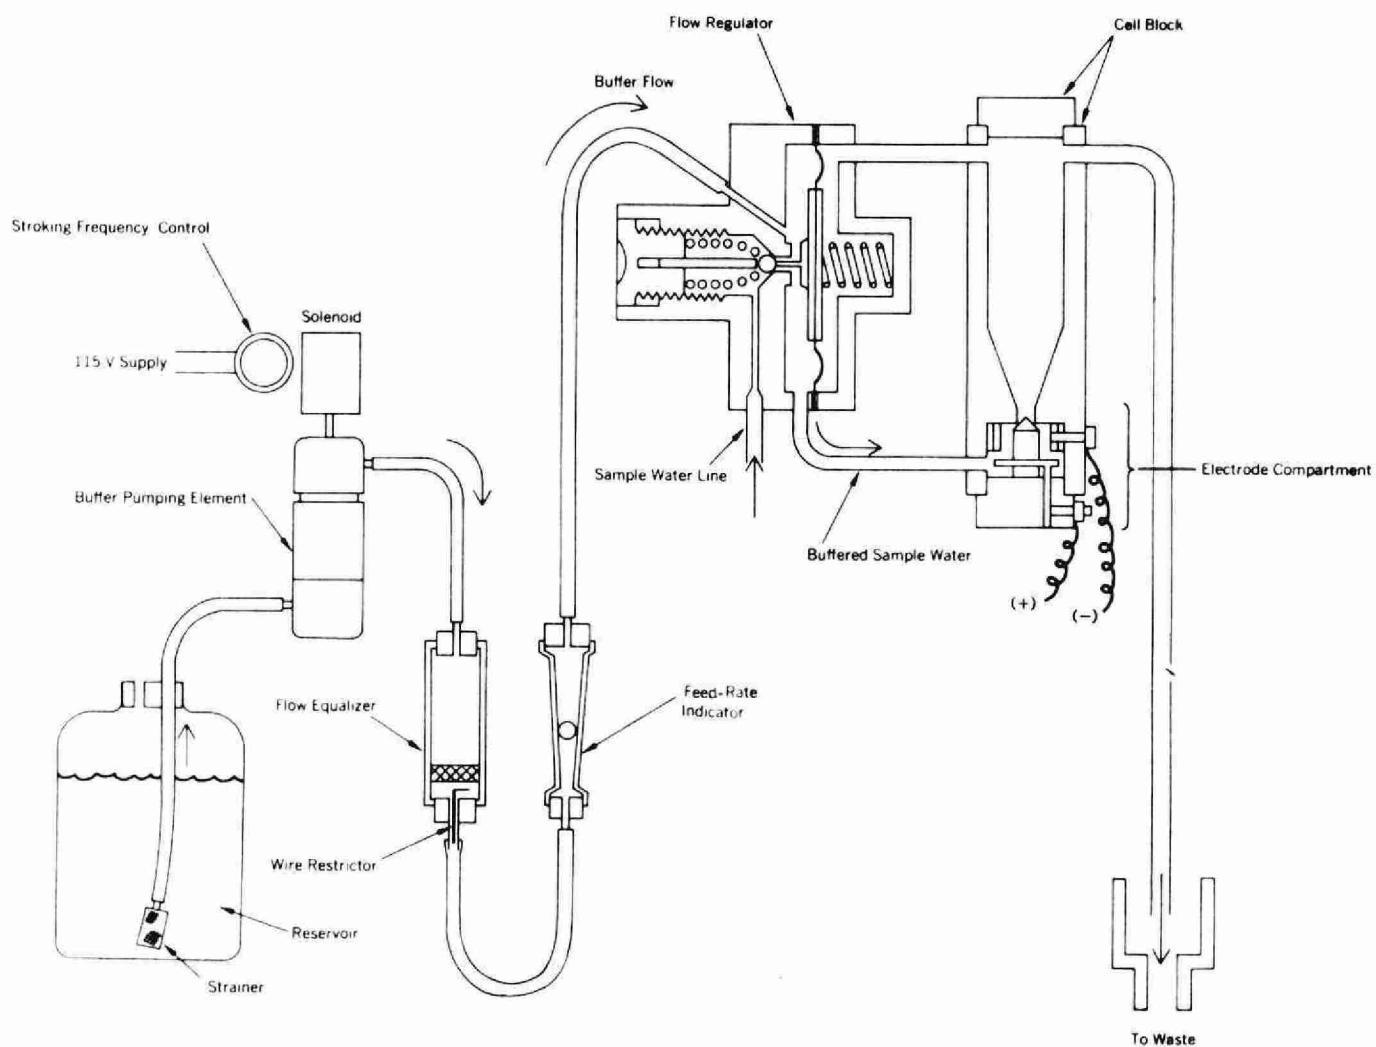 Flow Regulator
Cell Block
Buffer Flow
Stroking Frequency Control
Solenoid
115 V Supply
Sample Water Line
Electrode Compartment
Buffer Pumping Element
Buffered Sample Water
(+)
(-)
Flow Equalizer
Feed-Rate
Indicator
Wire Restrictor
Reservoir
Strainer
To Waste